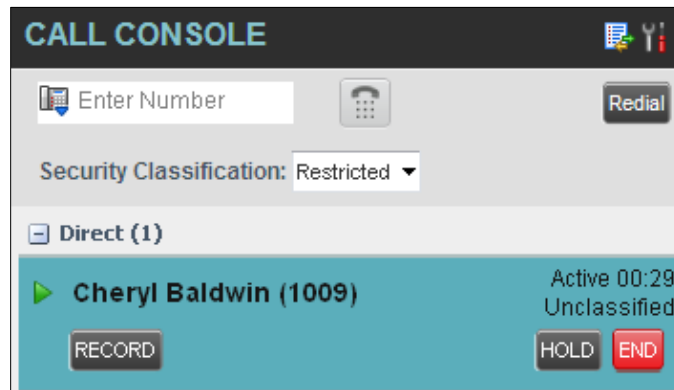 CALL CONSOLE
Enter Number
Redial
Security Classification: Restricted
Direct (1)
Cheryl Baldwin (1009)
Active 00:29
Unclassified
RECORD
HOLD
END